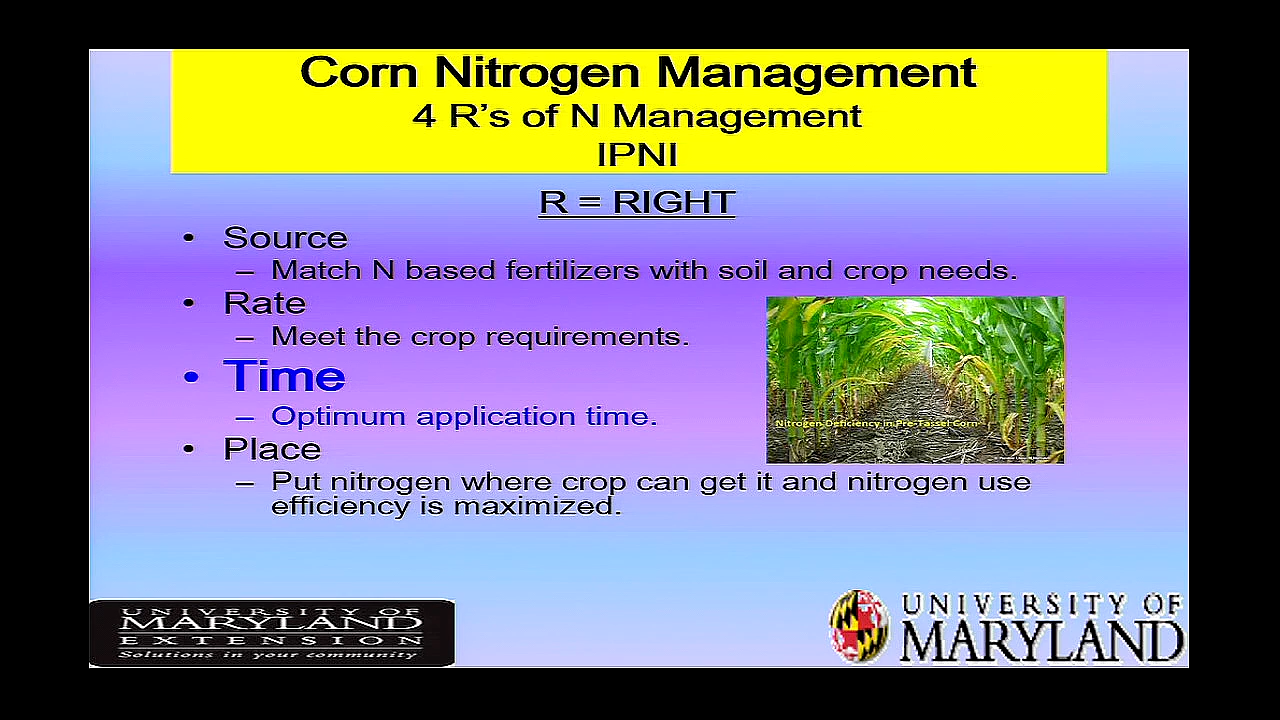 Corn Nitrogen Management
4 R's of N Management
IPNI
R = RIGHT
• Source
– Match N based fertilizers with soil and crop needs.
• Rate
– Meet the crop requirements.
• Time
– Optimum application time.
• Place
– Put nitrogen where crop can get it and nitrogen use
efficiency is maximized.
Nitrogen Deficiency in Pre-Tassel Corn
UNIVERSITY OF
MARYLAND
EXTENSION
Solutions in your community
UNIVERSITY OF
MARYLAND